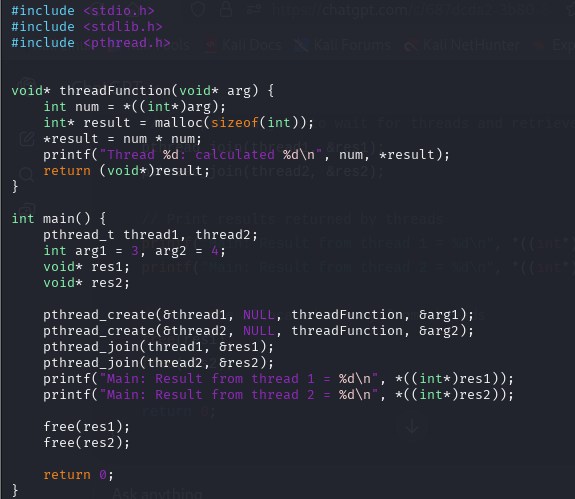 #include <stdio.h>
#include <stdlib.h>
#include <pthread.h>
void* threadFunction(void* arg) {
    int num = *((int*)arg);
    int* result = malloc(sizeof(int));
    *result = num * num;
    printf("Thread %d: calculated %d\n", num, *result);
    return (void*)result;
}
int main() {
    pthread_t thread1, thread2;
    int arg1 = 3, arg2 = 4;
    void* res1;
    void* res2;
    pthread_create(&thread1, NULL, threadFunction, &arg1);
    pthread_create(&thread2, NULL, threadFunction, &arg2);
    pthread_join(thread1, &res1);
    pthread_join(thread2, &res2);
    printf("Main: Result from thread 1 = %d\n", *((int*)res1));
    printf("Main: Result from thread 2 = %d\n", *((int*)res2));
    free(res1);
    free(res2);
    return 0;
}